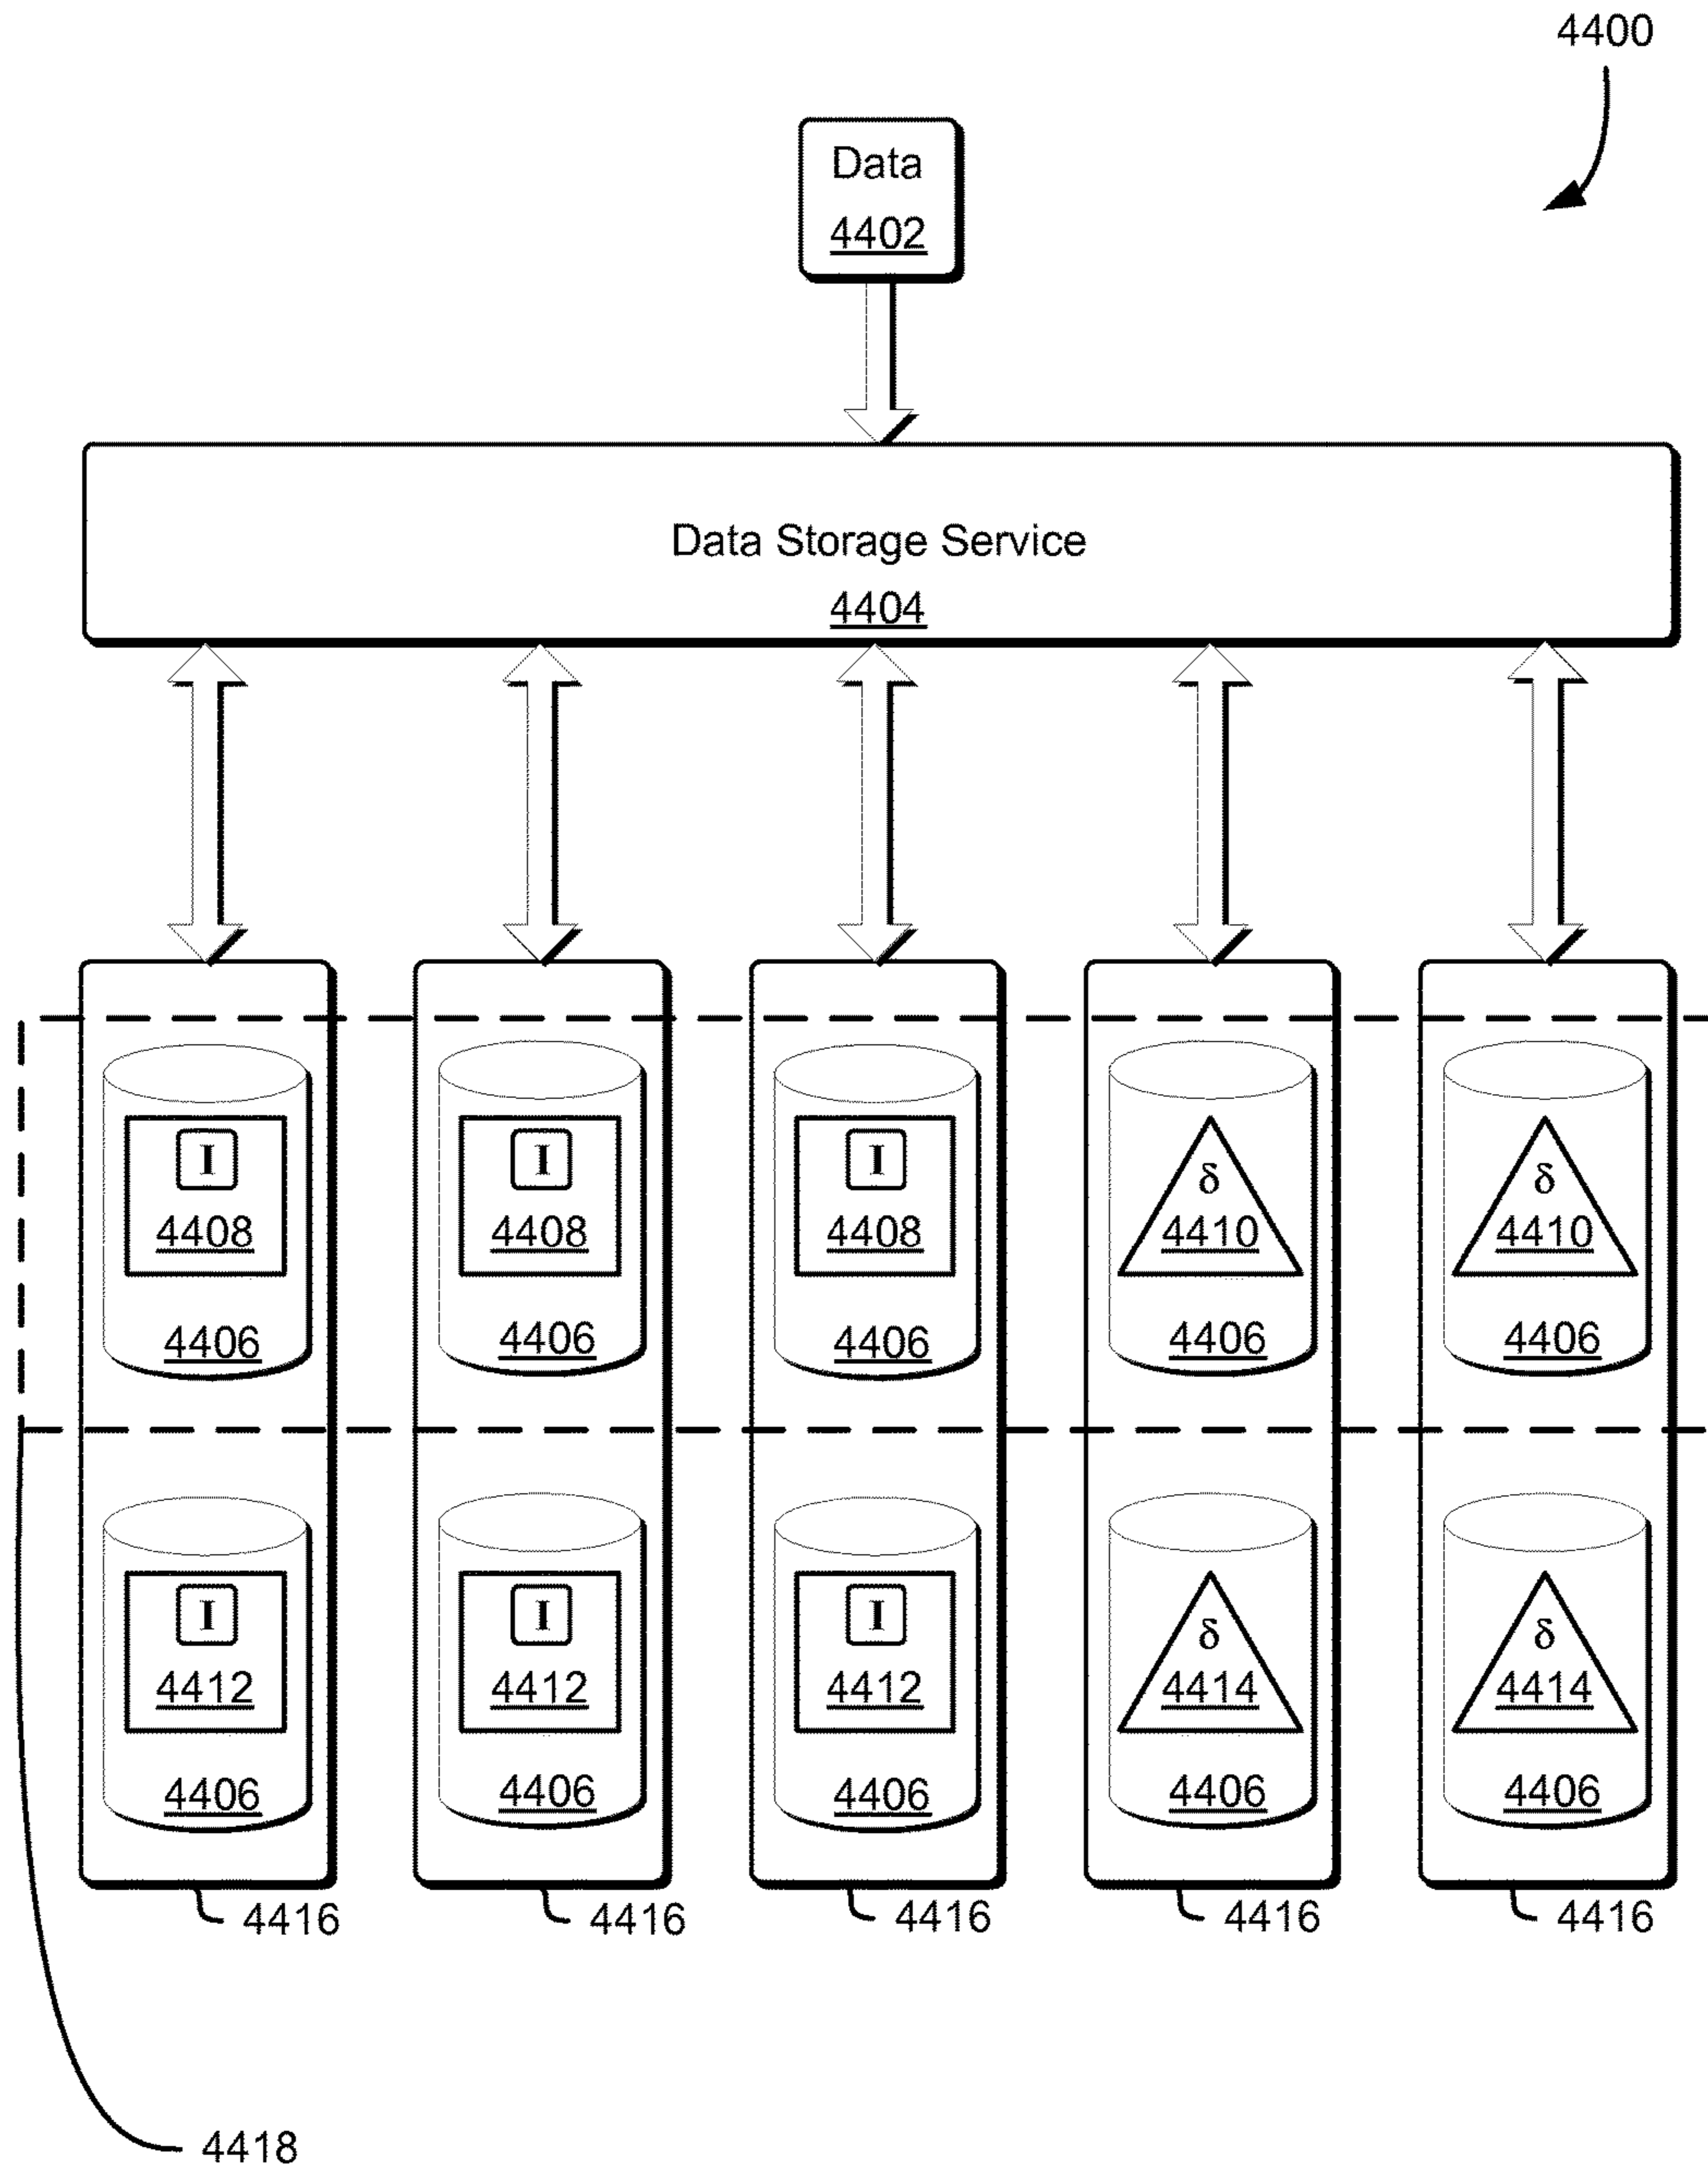 4400
Data
4402
Data Storage Service
4404
I I I δ δ
4408 4408 4408 4410 4410
4406 4406 4406 4406 4406
I I I δ δ
4412 4412 4412 4414 4414
4406 4406 4406 4406 4406
4416 4416 4416 4416 4416
4418